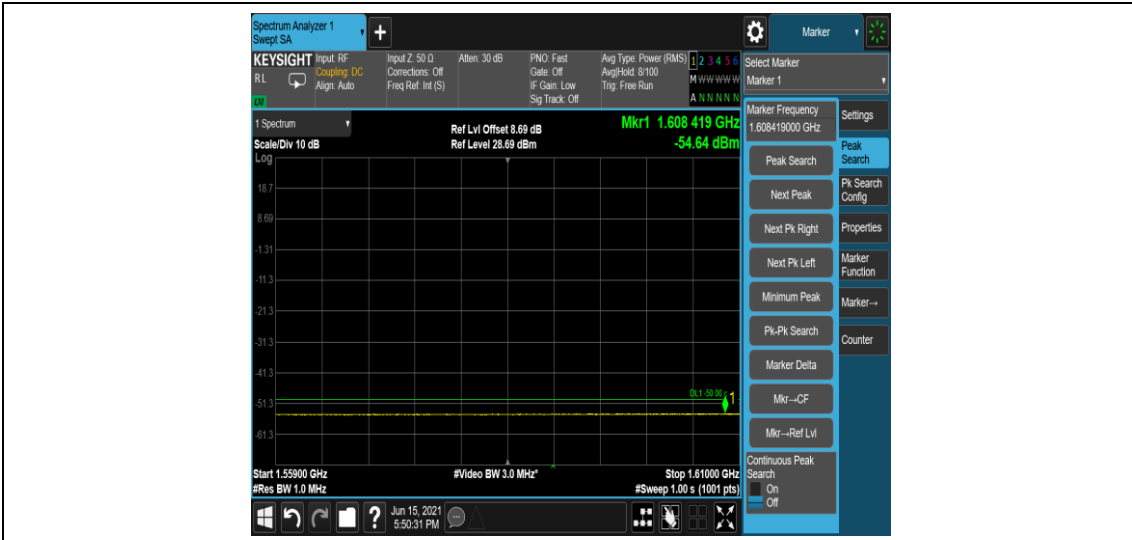 Spectrum Analyzer 1
Swept SA
+
Marker
KEYSIGHT
RL
LXI
Input: RF
Coupling: DC
Align: Auto
Input Z: 50 Ω
Corrections: Off
Freq Ref: Int (S)
Atten: 30 dB
PNO: Fast
Gate: Off
IF Gain: Low
Sig Track: Off
Avg Type: Power (RMS)
Avg|Hold: 8/100
Trig: Free Run
1 2 3 4 5 6
M W W W W W
A N N N N N
Select Marker
Marker 1
1 Spectrum
Scale/Div 10 dB
Log
Ref Lvl Offset 8.69 dB
Ref Level 28.69 dBm
Mkr1 1.608 419 GHz
-54.64 dBm
18.7
8.69
-1.31
-11.3
-21.3
-31.3
-41.3
-51.3
-61.3
1
Start 1.55900 GHz
#Res BW 1.0 MHz
#Video BW 3.0 MHz*
Stop 1.61000 GHz
#Sweep 1.00 s (1001 pts)
Marker Frequency
1.608419000 GHz
Peak Search
Next Peak
Next Pk Right
Next Pk Left
Minimum Peak
Pk-Pk Search
Marker Delta
Mkr→CF
Mkr→Ref Lvl
Continuous Peak
Search
On
Off
Settings
Peak
Search
Pk Search
Config
Properties
Marker
Function
Marker→
Counter
?
Jun 15, 2021
5:50:31 PM